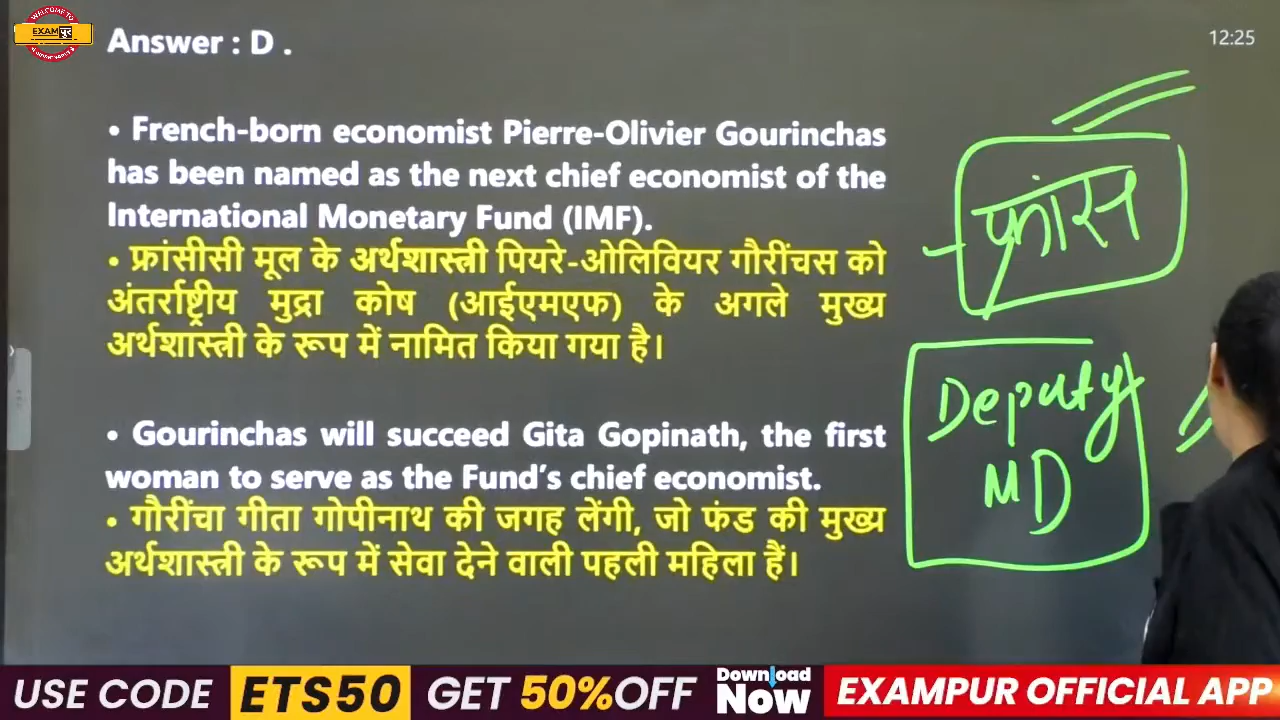 WELCOME TO
EXAM पुर
Answer : D .
12:25
• French-born economist Pierre-Olivier Gourinchas
has been named as the next chief economist of the
International Monetary Fund (IMF).
• फ्रांसीसी मूल के अर्थशास्त्री पियरे-ओलिवियर गौरींचस को
अंतर्राष्ट्रीय मुद्रा कोष (आईएमएफ) के अगले मुख्य
अर्थशास्त्री के रूप में नामित किया गया है।
फ्रांस
• Gourinchas will succeed Gita Gopinath, the first
woman to serve as the Fund’s chief economist.
• गौरींचा गीता गोपीनाथ की जगह लेंगी, जो फंड की मुख्य
अर्थशास्त्री के रूप में सेवा देने वाली पहली महिला हैं।
Deputy
MD
USE CODE ETS50 GET 50%OFF Download Now EXAMPUR OFFICIAL APP